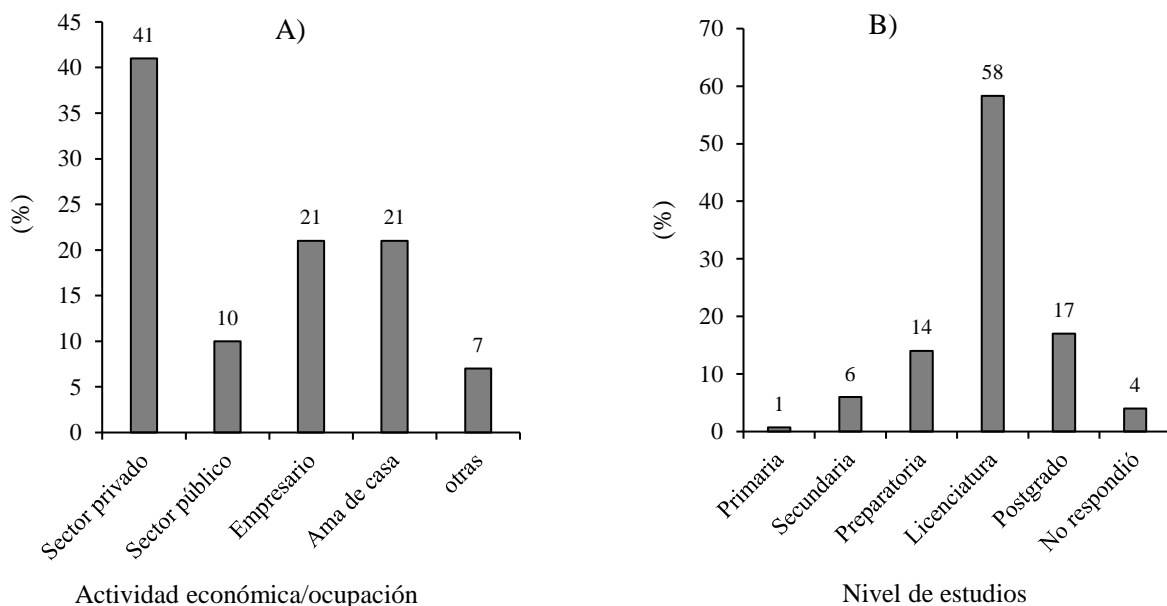 A)
(%)
45
40
35
30
25
20
15
10
5
0
41
10
21
21
7
Sector privado
Sector público
Empresario
Ama de casa
otras
Actividad económica/ocupación
B)
(%)
70
60
50
40
30
20
10
0
1
6
14
58
17
4
Primaria
Secundaria
Preparatoria
Licenciatura
Postgrado
No respondió
Nivel de estudios